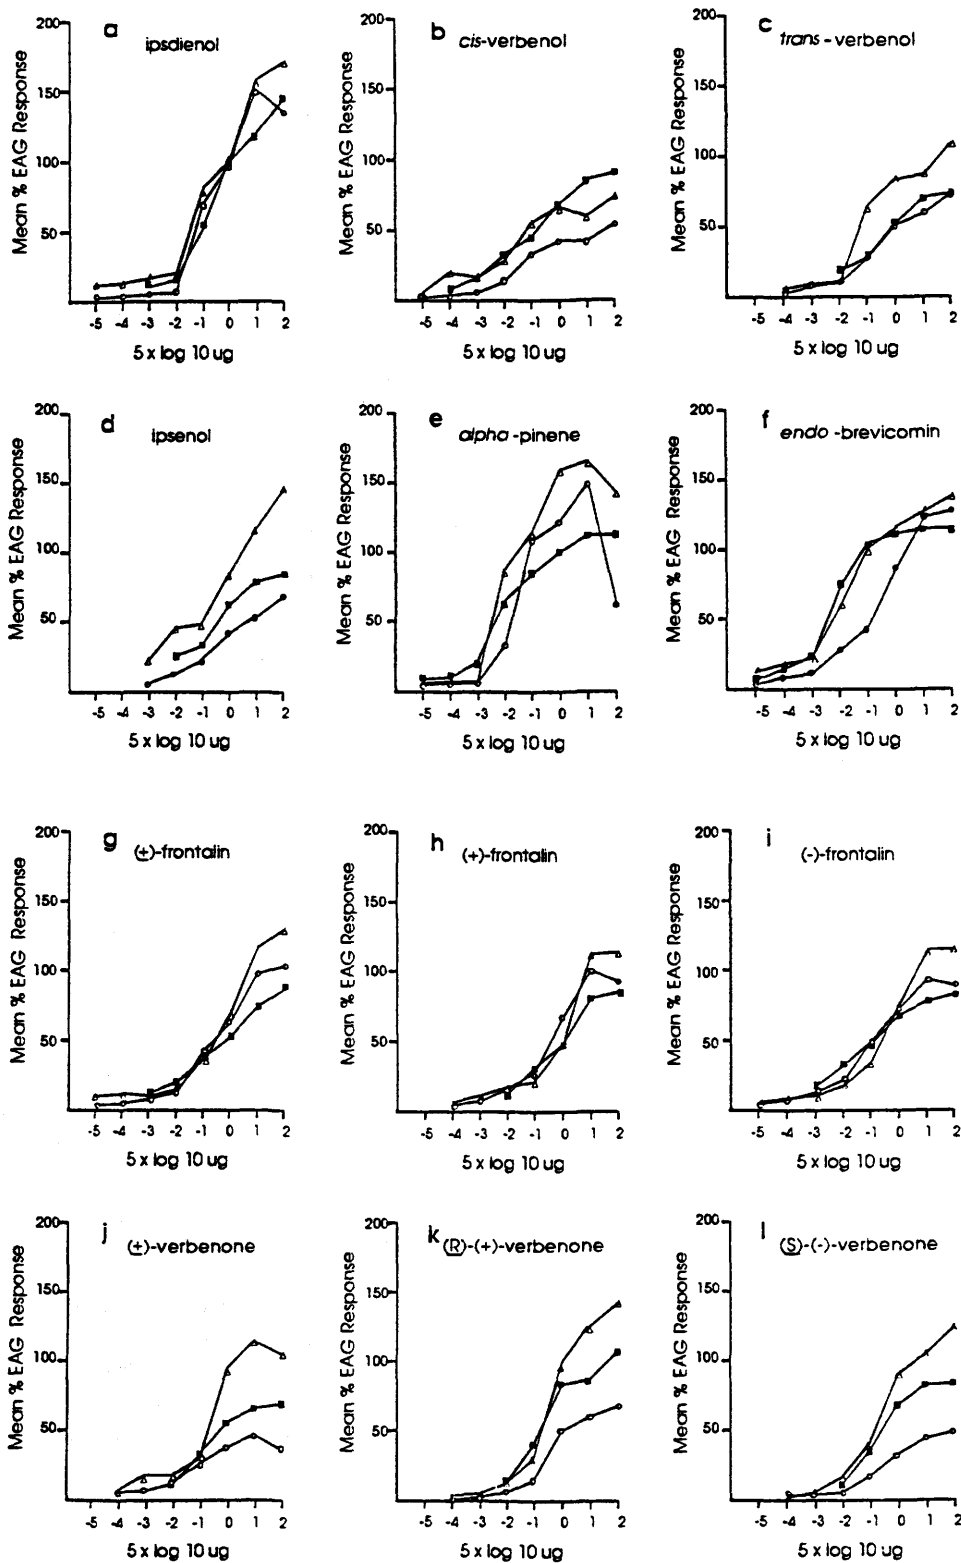 a ipsdienol
200
150
100
50
Mean % EAG Response
-5 -4 -3 -2 -1 0 1 2
5 x log 10 ug
b cis-verbenol
200
150
100
50
Mean % EAG Response
-5 -4 -3 -2 -1 0 1 2
5 x log 10 ug
c trans-verbenol
200
150
100
50
Mean % EAG Response
-5 -4 -3 -2 -1 0 1 2
5 x log 10 ug
d ipsenol
200
150
100
50
Mean % EAG Response
-5 -4 -3 -2 -1 0 1 2
5 x log 10 ug
e alpha-pinene
200
150
100
50
Mean % EAG Response
-5 -4 -3 -2 -1 0 1 2
5 x log 10 ug
f endo-brevicomin
200
150
100
50
Mean % EAG Response
-5 -4 -3 -2 -1 0 1 2
5 x log 10 ug
g (±)-frontalin
200
150
100
50
Mean % EAG Response
-5 -4 -3 -2 -1 0 1 2
5 x log 10 ug
h (+)-frontalin
200
150
100
50
Mean % EAG Response
-5 -4 -3 -2 -1 0 1 2
5 x log 10 ug
i (-)-frontalin
200
150
100
50
Mean % EAG Response
-5 -4 -3 -2 -1 0 1 2
5 x log 10 ug
j (±)-verbenone
200
150
100
50
Mean % EAG Response
-5 -4 -3 -2 -1 0 1 2
5 x log 10 ug
k (R)-(+)-verbenone
200
150
100
50
Mean % EAG Response
-5 -4 -3 -2 -1 0 1 2
5 x log 10 ug
l (S)-(-)-verbenone
200
150
100
50
Mean % EAG Response
-5 -4 -3 -2 -1 0 1 2
5 x log 10 ug